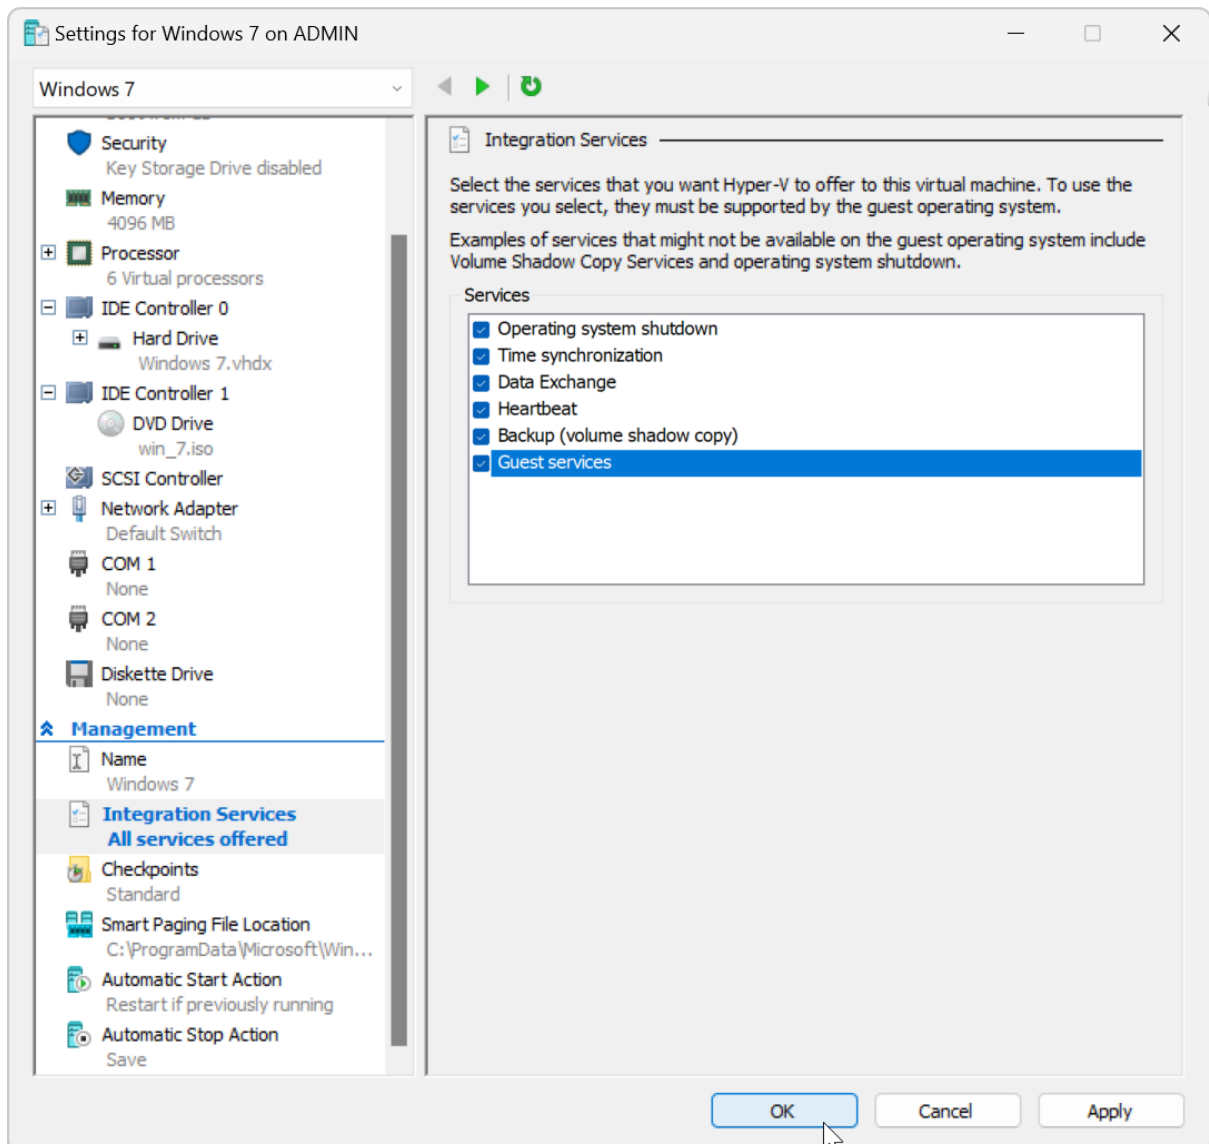 Settings for Windows 7 on ADMIN
Windows 7
Security
Key Storage Drive disabled
Memory
4096 MB
Processor
6 Virtual processors
IDE Controller 0
Hard Drive
Windows 7.vhdx
IDE Controller 1
DVD Drive
win_7.iso
SCSI Controller
Network Adapter
Default Switch
COM 1
None
COM 2
None
Diskette Drive
None
Management
Name
Windows 7
Integration Services
All services offered
Checkpoints
Standard
Smart Paging File Location
C:\ProgramData\Microsoft\Win...
Automatic Start Action
Restart if previously running
Automatic Stop Action
Save
Integration Services
Select the services that you want Hyper-V to offer to this virtual machine. To use the
services you select, they must be supported by the guest operating system.
Examples of services that might not be available on the guest operating system include
Volume Shadow Copy Services and operating system shutdown.
Services
Operating system shutdown
Time synchronization
Data Exchange
Heartbeat
Backup (volume shadow copy)
Guest services
OK
Cancel
Apply